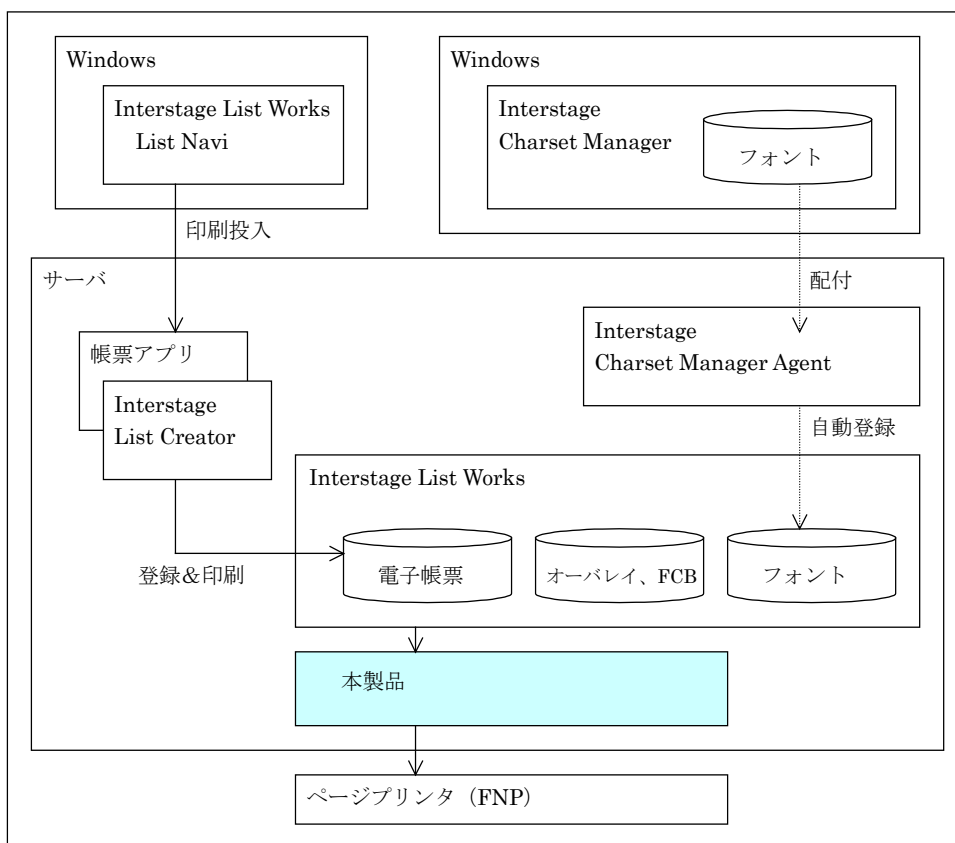 Windows
Interstage List Works
List Navi
Windows
Interstage
Charset Manager
フォント
印刷投入
配付
サーバ
帳票アプリ
Interstage
List Creator
Interstage
Charset Manager Agent
自動登録
Interstage List Works
登録＆印刷
電子帳票
オーバレイ、FCB
フォント
本製品
ページプリンタ（FNP）